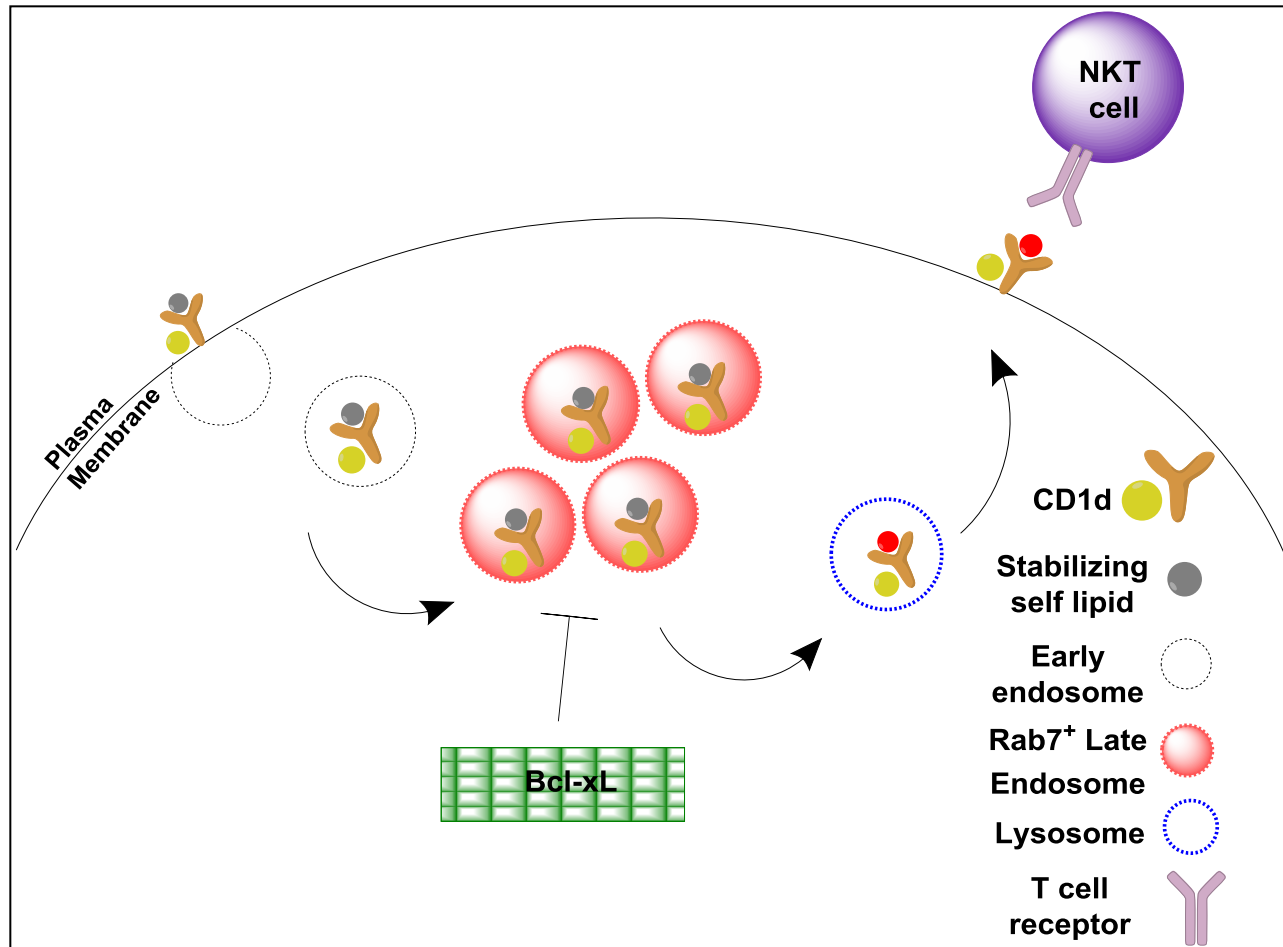 NKT
cell
Plasma
Membrane
CD1d
Stabilizing
self lipid
Early
endosome
Rab7⁺ Late
Endosome
Bcl-xL
Lysosome
T cell
receptor